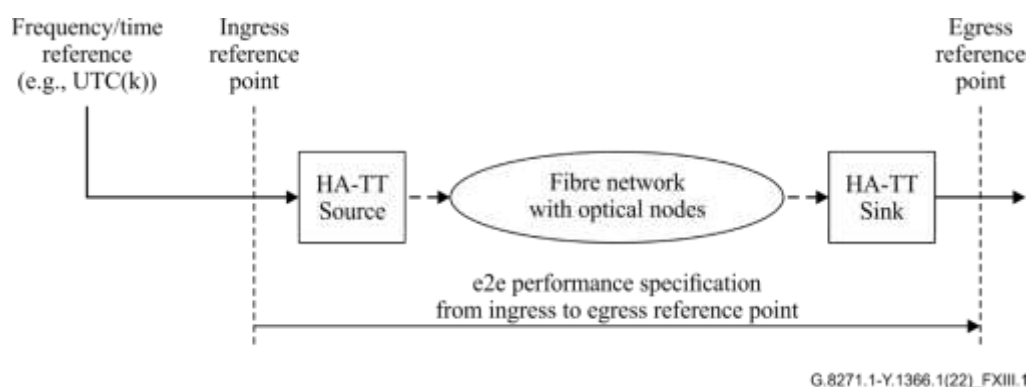 Frequency/time
reference
(e.g., UTC(k))
Ingress
reference
point
Egress
reference
point
HA-TT
Source
Fibre network
with optical nodes
HA-TT
Sink
e2e performance specification
from ingress to egress reference point
G.8271.1-Y.1366.1(22)_FXIII.1